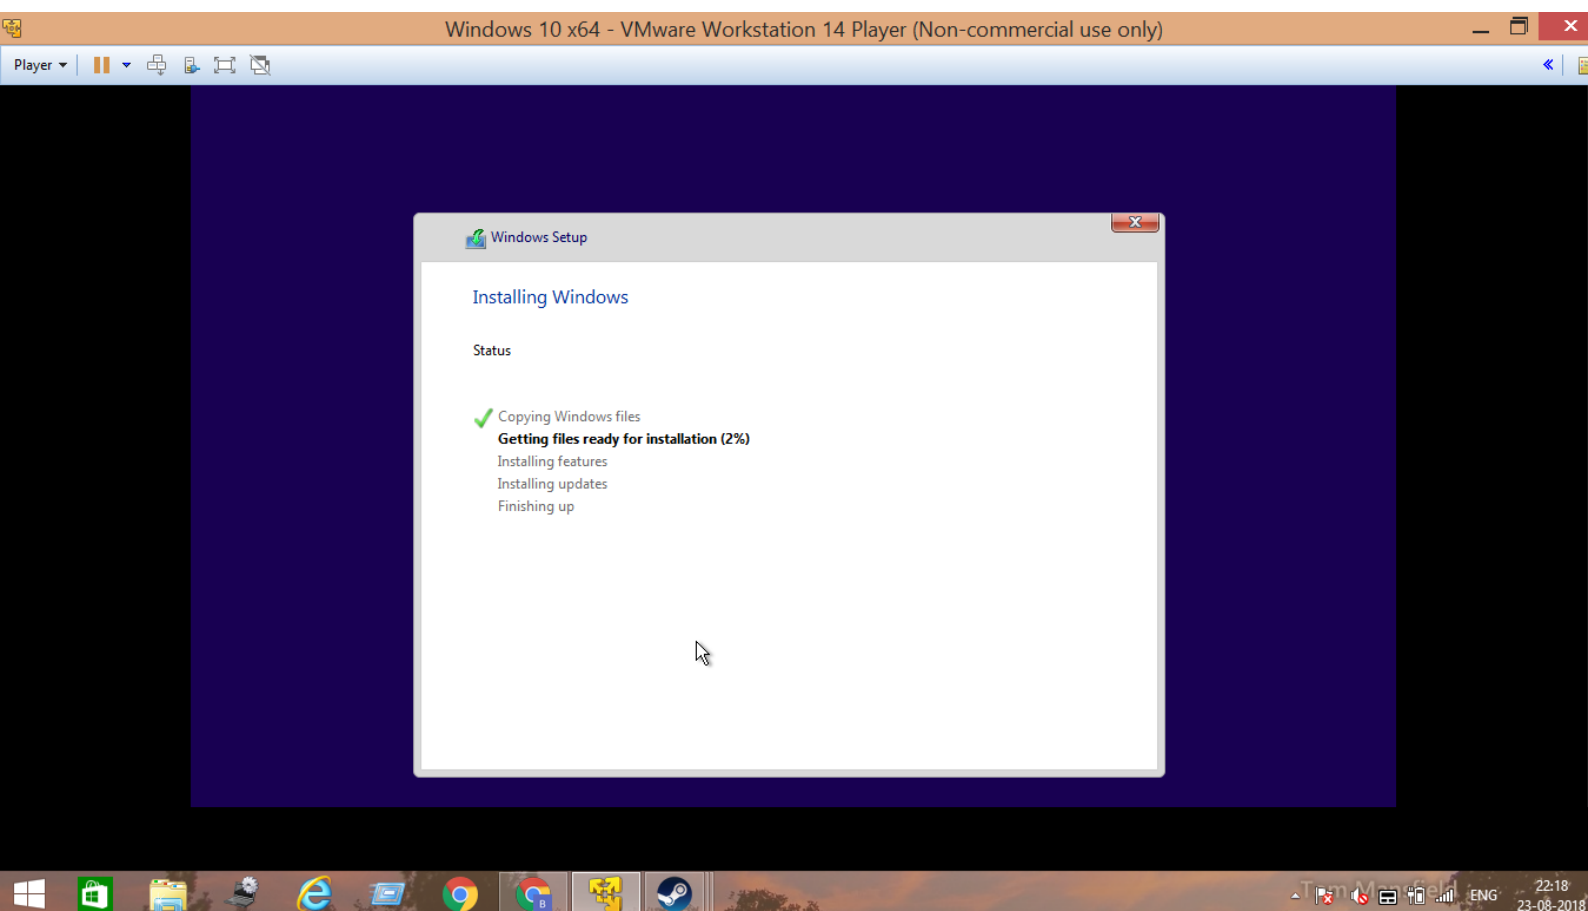 Windows 10 x64 - VMware Workstation 14 Player (Non-commercial use only)
Player
Windows Setup
Installing Windows
Status
Copying Windows files
Getting files ready for installation (2%)
Installing features
Installing updates
Finishing up
Tom Mansfield
ENG
22:18
23-08-2018
B